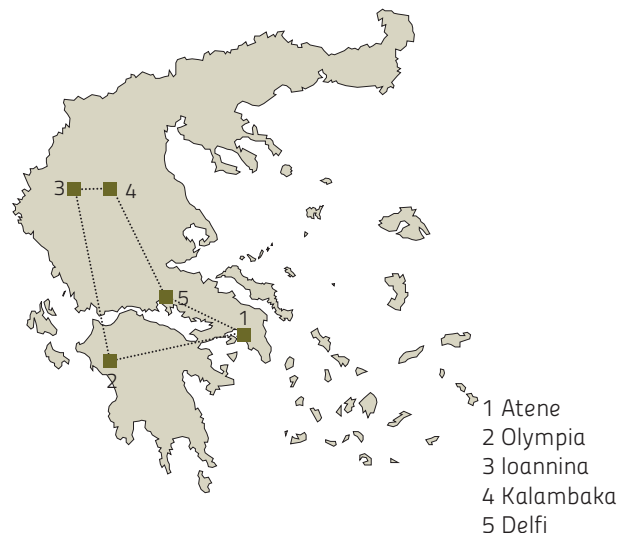 3
4
5
1
2
1 Atene
2 Olympia
3 Ioannina
4 Kalambaka
5 Delfi